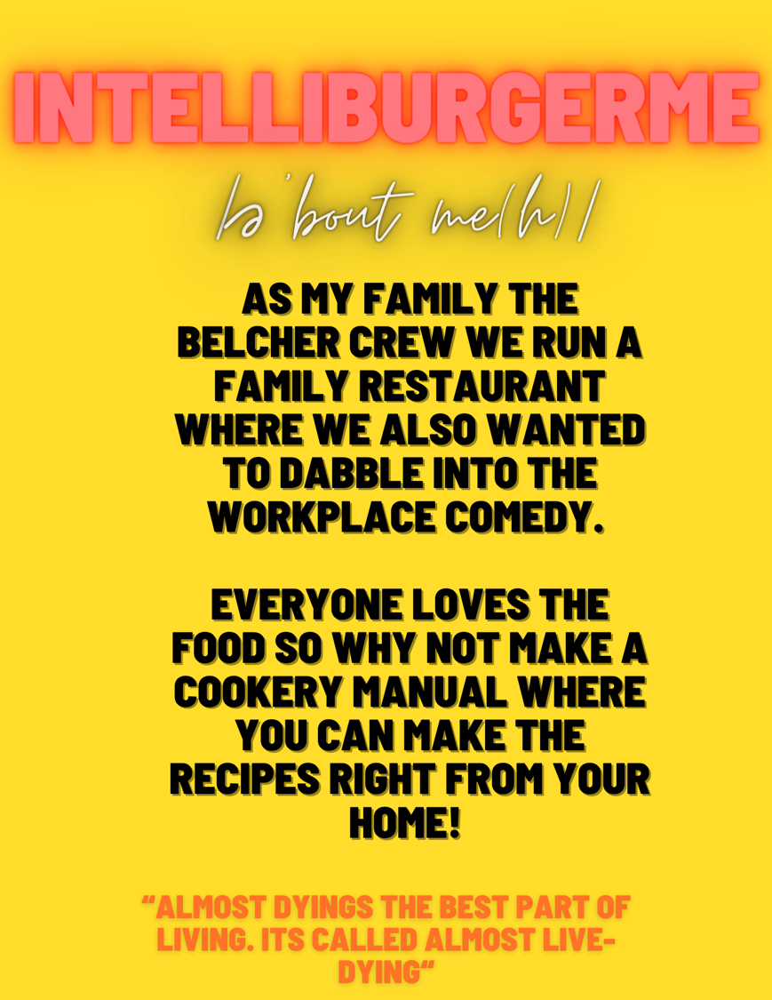 INTELLIBURGERME
b'bout me(h)/
AS MY FAMILY THE
BELCHER CREW WE RUN A
FAMILY RESTAURANT
WHERE WE ALSO WANTED
TO DABBLE INTO THE
WORKPLACE COMEDY.
EVERYONE LOVES THE
FOOD SO WHY NOT MAKE A
COOKERY MANUAL WHERE
YOU CAN MAKE THE
RECIPES RIGHT FROM YOUR
HOME!
“ALMOST DYINGS THE BEST PART OF
LIVING. ITS CALLED ALMOST LIVE-
DYING“